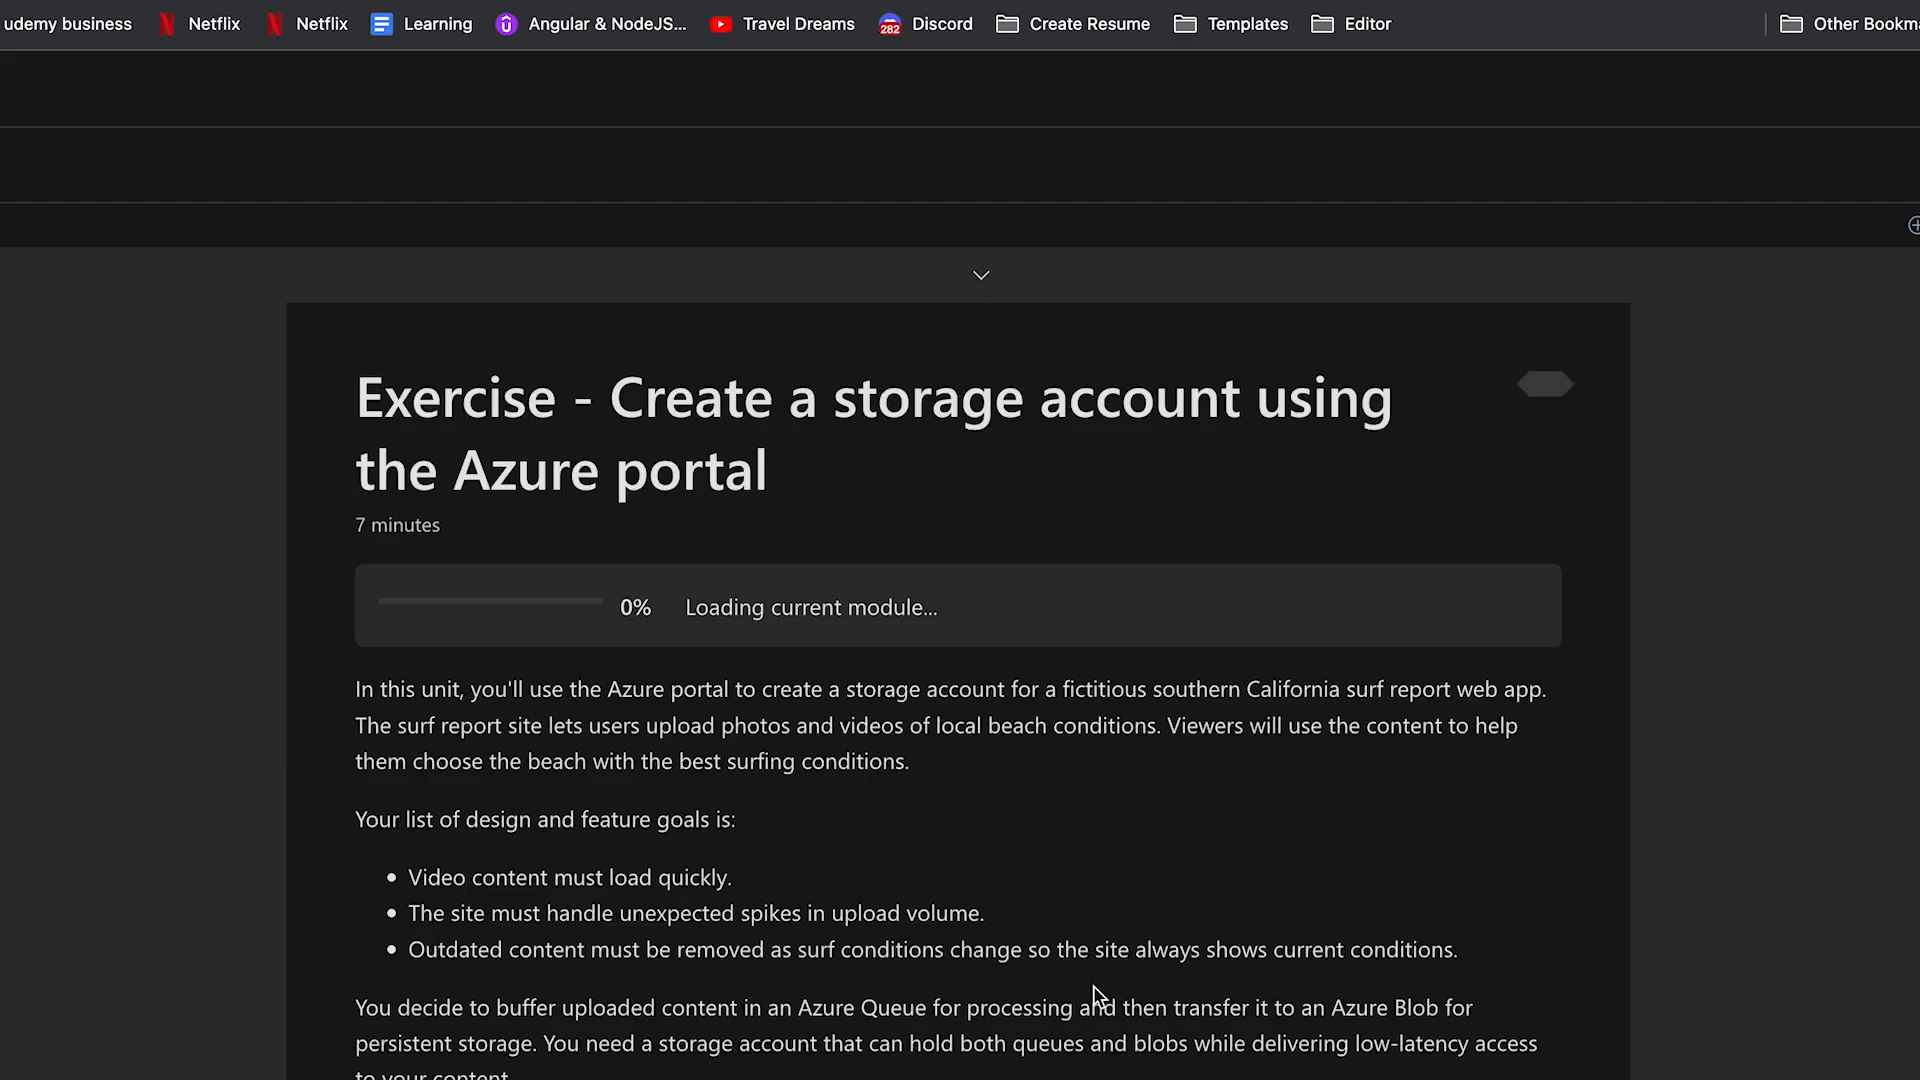 udemy business Netflix Netflix Learning Angular & NodeJS... Travel Dreams 282 Discord Create Resume Templates Editor Other Bookma
Exercise - Create a storage account using
the Azure portal
7 minutes
0% Loading current module...
In this unit, you'll use the Azure portal to create a storage account for a fictitious southern California surf report web app.
The surf report site lets users upload photos and videos of local beach conditions. Viewers will use the content to help
them choose the beach with the best surfing conditions.
Your list of design and feature goals is:
• Video content must load quickly.
• The site must handle unexpected spikes in upload volume.
• Outdated content must be removed as surf conditions change so the site always shows current conditions.
You decide to buffer uploaded content in an Azure Queue for processing and then transfer it to an Azure Blob for
persistent storage. You need a storage account that can hold both queues and blobs while delivering low-latency access
to your content.